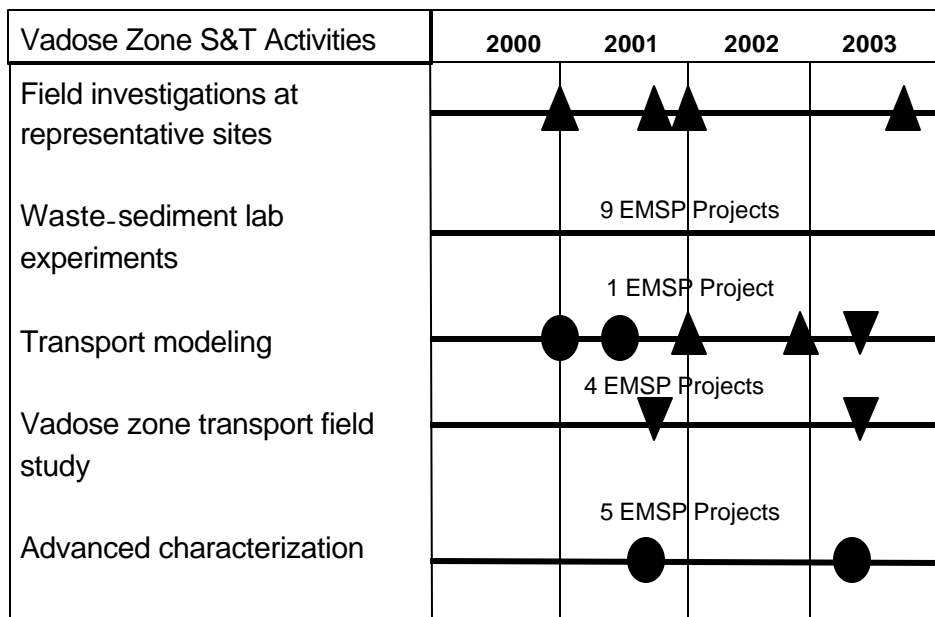 Vadose Zone S&T Activities 2000 2001 2002 2003
Field investigations at
representative sites
9 EMSP Projects
Waste-sediment lab
experiments
1 EMSP Project
Transport modeling
4 EMSP Projects
Vadose zone transport field
study
5 EMSP Projects
Advanced characterization